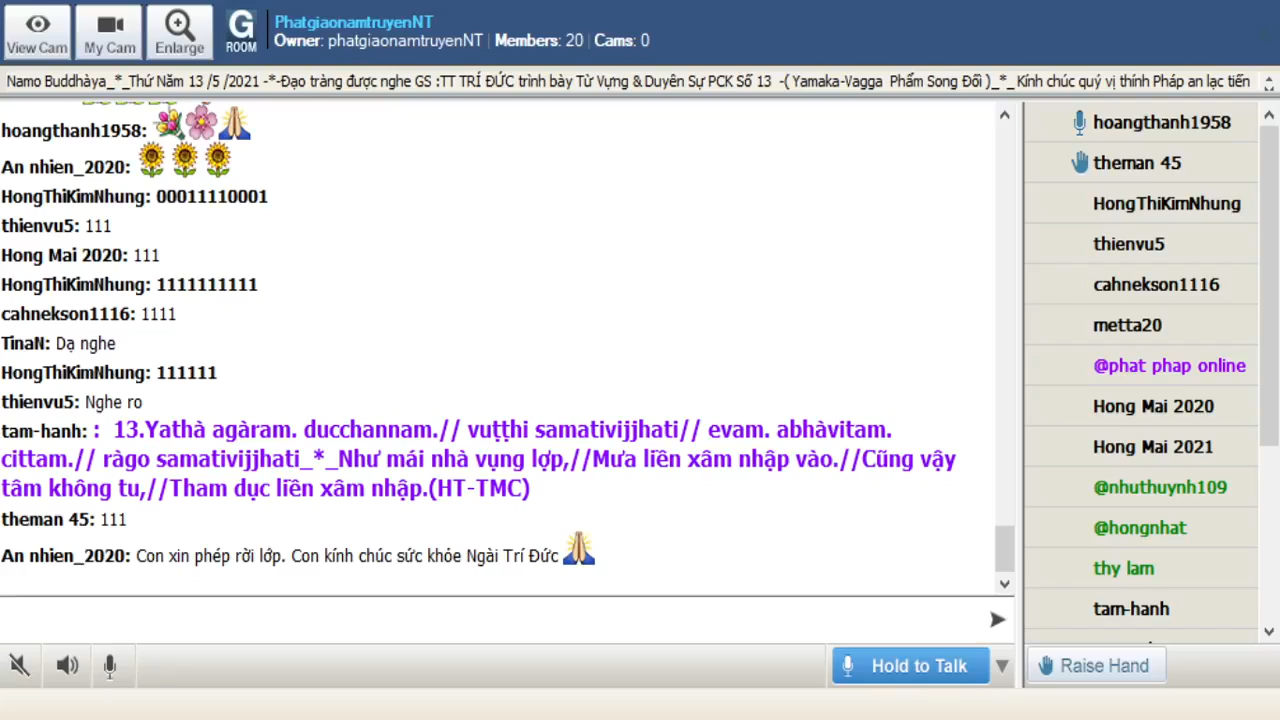 View Cam
My Cam
Enlarge
G
ROOM
PhatgiaonamtruyenNT
Owner: phatgiaonamtruyenNT | Members: 20 | Cams: 0
Namo Buddhàya_*_Thứ Năm 13 /5 /2021 -*-Đạo tràng được nghe GS :TT TRÍ ĐỨC trình bày Từ Vựng & Duyên Sự PCK Số 13 -( Yamaka-Vagga Phẩm Song Đối )_*_ Kính chúc quý vị thính Pháp an lạc tiến
hoangthanh1958:
An nhien_2020:
HongThiKimNhung: 00011110001
thienvu5: 111
Hong Mai 2020: 111
HongThiKimNhung: 1111111111
cahnekson1116: 1111
TinaN: Dạ nghe
HongThiKimNhung: 111111
thienvu5: Nghe ro
tam-hanh: : 13.Yathà agàram. ducchannam.// vuṭṭhi samativijjhati// evam. abhàvitam.
cittam.// ràgo samativijjhati_*_Như mái nhà vụng lợp,//Mưa liền xâm nhập vào.//Cũng vậy
tâm không tu,//Tham dục liền xâm nhập.(HT-TMC)
theman 45: 111
An nhien_2020: Con xin phép rời lớp. Con kính chúc sức khỏe Ngài Trí Đức
hoangthanh1958
theman 45
HongThiKimNhung
thienvu5
cahnekson1116
metta20
@phat phap online
Hong Mai 2020
Hong Mai 2021
@nhuthuynh109
@hongnhat
thy lam
tam-hanh
Hold to Talk
Raise Hand